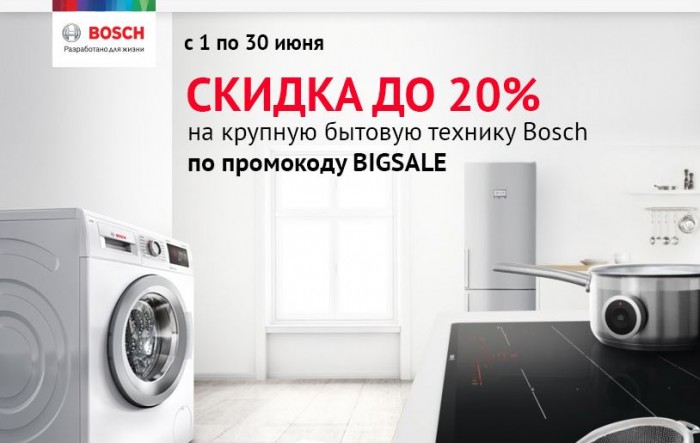 BOSCH
Разработано для жизни
с 1 по 30 июня
СКИДКА ДО 20%
на крупную бытовую технику Bosch
по промокоду BIGSALE